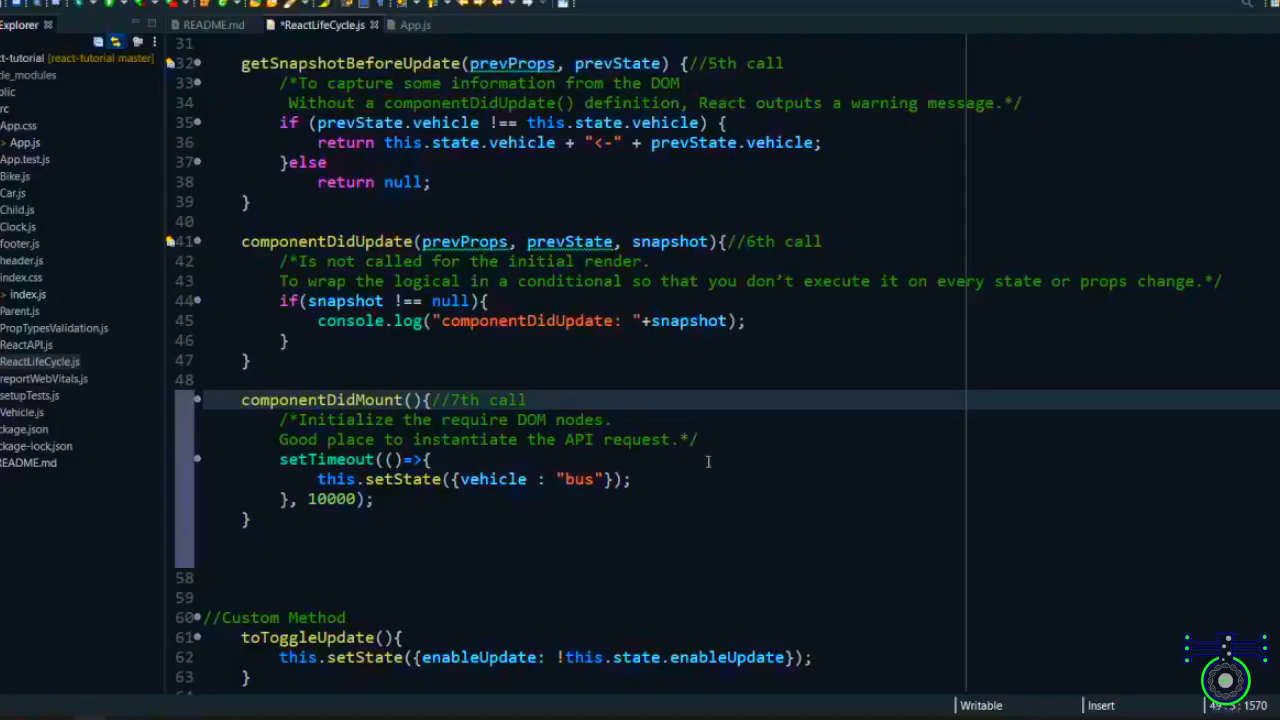 Explorer
README.md
*ReactLifeCycle.js
App.js
ct-tutorial [react-tutorial master]
de_modules
blic
rc
App.css
App.js
App.test.js
Bike.js
Car.js
Child.js
Clock.js
footer.js
header.js
index.css
index.js
Parent.js
PropTypesValidation.js
ReactAPI.js
ReactLifeCycle.js
reportWebVitals.js
setupTests.js
Vehicle.js
ckage.json
ckage-lock.json
README.md
31
32 getSnapshotBeforeUpdate(prevProps, prevState) {//5th call
33 /*To capture some information from the DOM
34 Without a componentDidUpdate() definition, React outputs a warning message.*/
35 if (prevState.vehicle !== this.state.vehicle) {
36 return this.state.vehicle + "<-" + prevState.vehicle;
37 }else
38 return null;
39 }
40
41 componentDidUpdate(prevProps, prevState, snapshot){//6th call
42 /*Is not called for the initial render.
43 To wrap the logical in a conditional so that you don’t execute it on every state or props change.*/
44 if(snapshot !== null){
45 console.log("componentDidUpdate: "+snapshot);
46 }
47 }
48
componentDidMount(){//7th call
/*Initialize the require DOM nodes.
Good place to instantiate the API request.*/
setTimeout(()=>{
this.setState({vehicle : "bus"});
}, 10000);
}
58
59
60 //Custom Method
61 toToggleUpdate(){
62 this.setState({enableUpdate: !this.state.enableUpdate});
63 }
Writable
Insert
49 : 5 : 1570